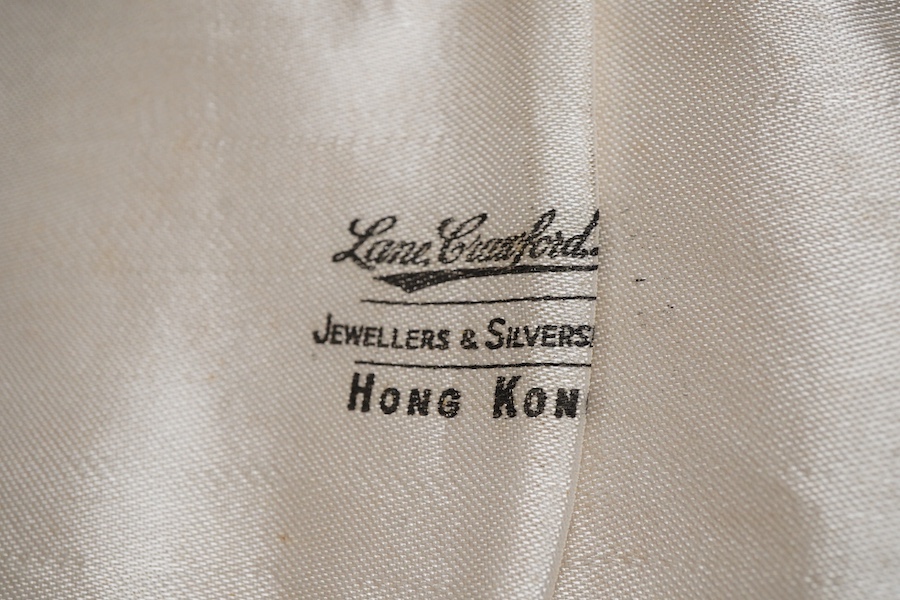 Lane, Crawford.
JEWELLERS & SILVERS
HONG KON